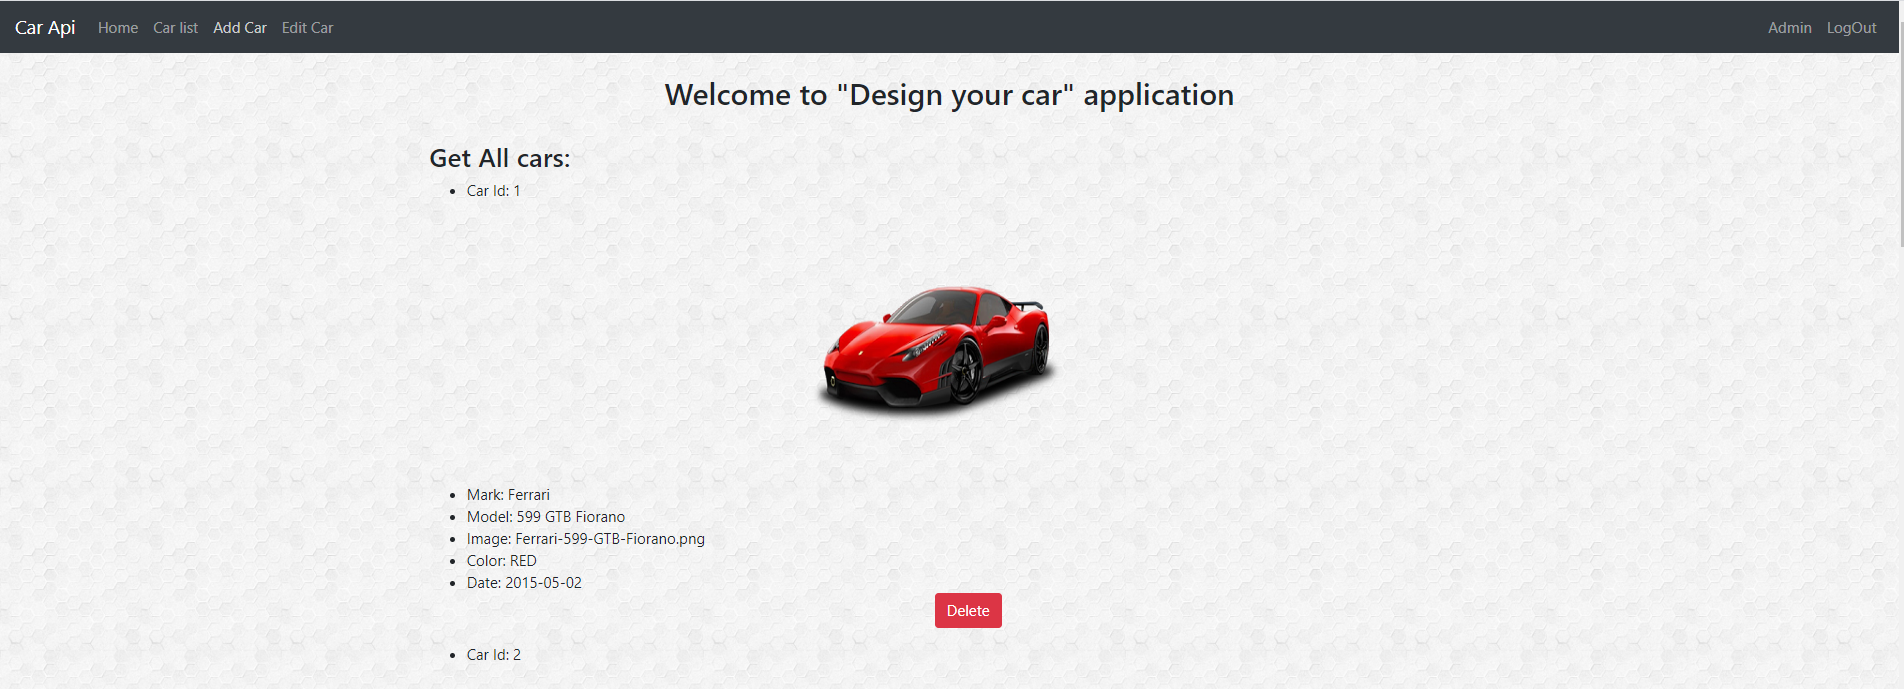 Car Api Home Car list Add Car Edit Car Admin LogOut
Welcome to "Design your car" application
Get All cars:
Car Id: 1
Mark: Ferrari
Model: 599 GTB Fiorano
Image: Ferrari-599-GTB-Fiorano.png
Color: RED
Date: 2015-05-02
Delete
Car Id: 2